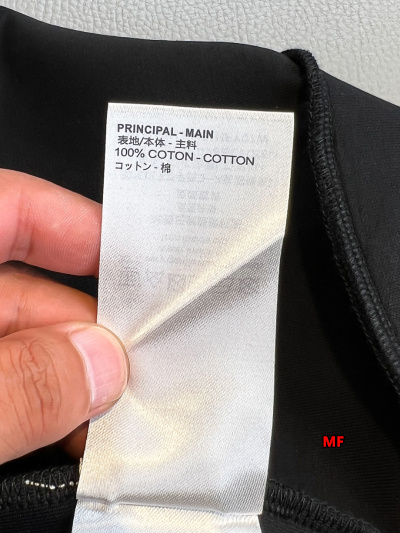 PRINCIPAL - MAIN
表地/本体 - 主料
100% COTON - COTTON
コットン - 棉
MF